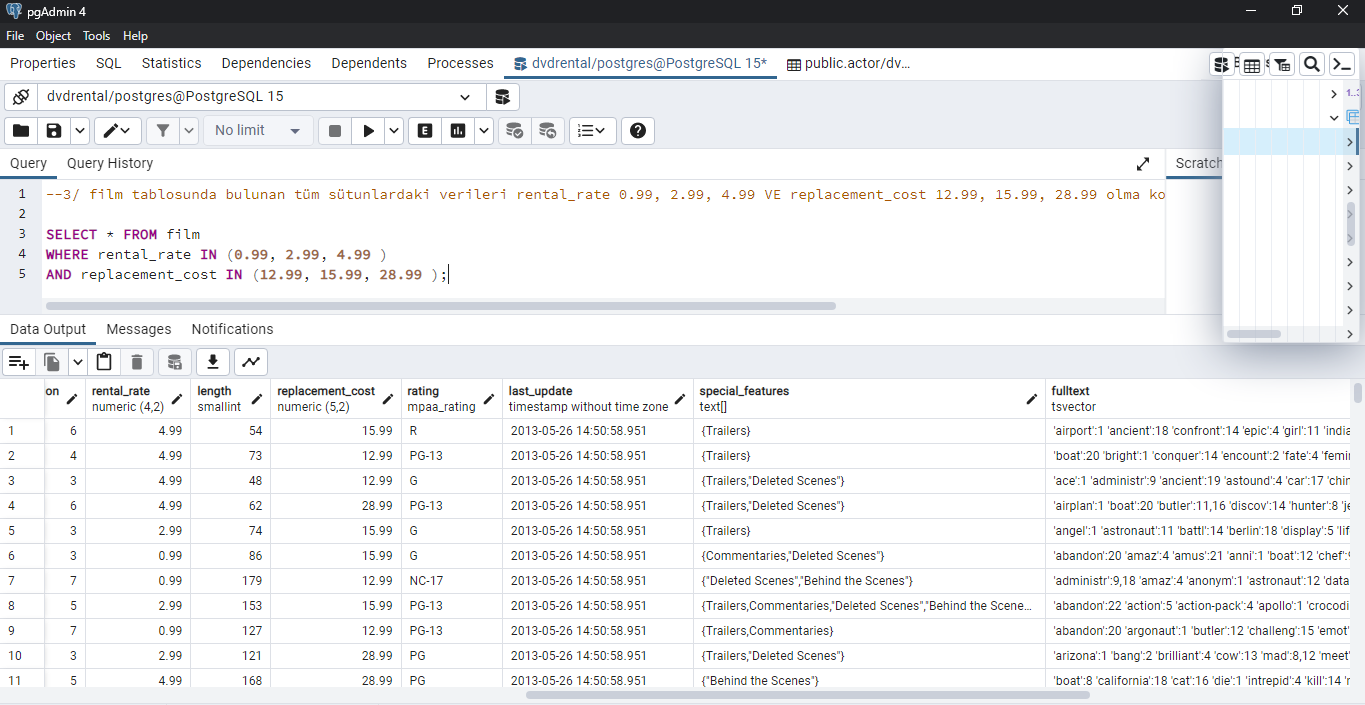 pgAdmin 4
File Object Tools Help
Properties SQL Statistics Dependencies Dependents Processes dvdrental/postgres@PostgreSQL 15* public.actor/dv...
dvdrental/postgres@PostgreSQL 15
No limit
Query Query History Scratch
1 --3/ film tablosunda bulunan tüm sütunlardaki verileri rental_rate 0.99, 2.99, 4.99 VE replacement_cost 12.99, 15.99, 28.99 olma ko
2
3 SELECT * FROM film
4 WHERE rental_rate IN (0.99, 2.99, 4.99 )
5 AND replacement_cost IN (12.99, 15.99, 28.99 );
Data Output Messages Notifications
on rental_rate length replacement_cost rating last_update special_features fulltext
numeric (4,2) smallint numeric (5,2) mpaa_rating timestamp without time zone text[] tsvector
1 6 4.99 54 15.99 R 2013-05-26 14:50:58.951 {Trailers} 'airport':1 'ancient':18 'confront':14 'epic':4 'girl':11 'india
2 4 4.99 73 12.99 PG-13 2013-05-26 14:50:58.951 {Trailers} 'boat':20 'bright':1 'conquer':14 'encount':2 'fate':4 'femin
3 3 4.99 48 12.99 G 2013-05-26 14:50:58.951 {Trailers,"Deleted Scenes"} 'ace':1 'administr':9 'ancient':19 'astound':4 'car':17 'chin
4 6 4.99 62 28.99 PG-13 2013-05-26 14:50:58.951 {Trailers,"Deleted Scenes"} 'airplan':1 'boat':20 'butler':11,16 'discov':14 'hunter':8 'je
5 3 2.99 74 15.99 G 2013-05-26 14:50:58.951 {Trailers} 'angel':1 'astronaut':11 'battl':14 'berlin':18 'display':5 'lif
6 3 0.99 86 15.99 G 2013-05-26 14:50:58.951 {Commentaries,"Deleted Scenes"} 'abandon':20 'amaz':4 'amus':21 'anni':1 'boat':12 'chef':
7 7 0.99 179 12.99 NC-17 2013-05-26 14:50:58.951 {"Deleted Scenes","Behind the Scenes"} 'administr':9,18 'amaz':4 'anonym':1 'astronaut':12 'data
8 5 2.99 153 15.99 PG-13 2013-05-26 14:50:58.951 {Trailers,Commentaries,"Deleted Scenes","Behind the Scene... 'abandon':22 'action':5 'action-pack':4 'apollo':1 'crocodi
9 7 0.99 127 12.99 PG-13 2013-05-26 14:50:58.951 {Trailers,Commentaries} 'abandon':20 'argonaut':1 'butler':12 'challeng':15 'emot'
10 3 2.99 121 28.99 PG 2013-05-26 14:50:58.951 {Trailers,"Deleted Scenes"} 'arizona':1 'bang':2 'brilliant':4 'cow':13 'mad':8,12 'meet'
11 5 4.99 168 28.99 PG 2013-05-26 14:50:58.951 {"Behind the Scenes"} 'boat':8 'california':18 'cat':16 'die':1 'intrepid':4 'kill':14